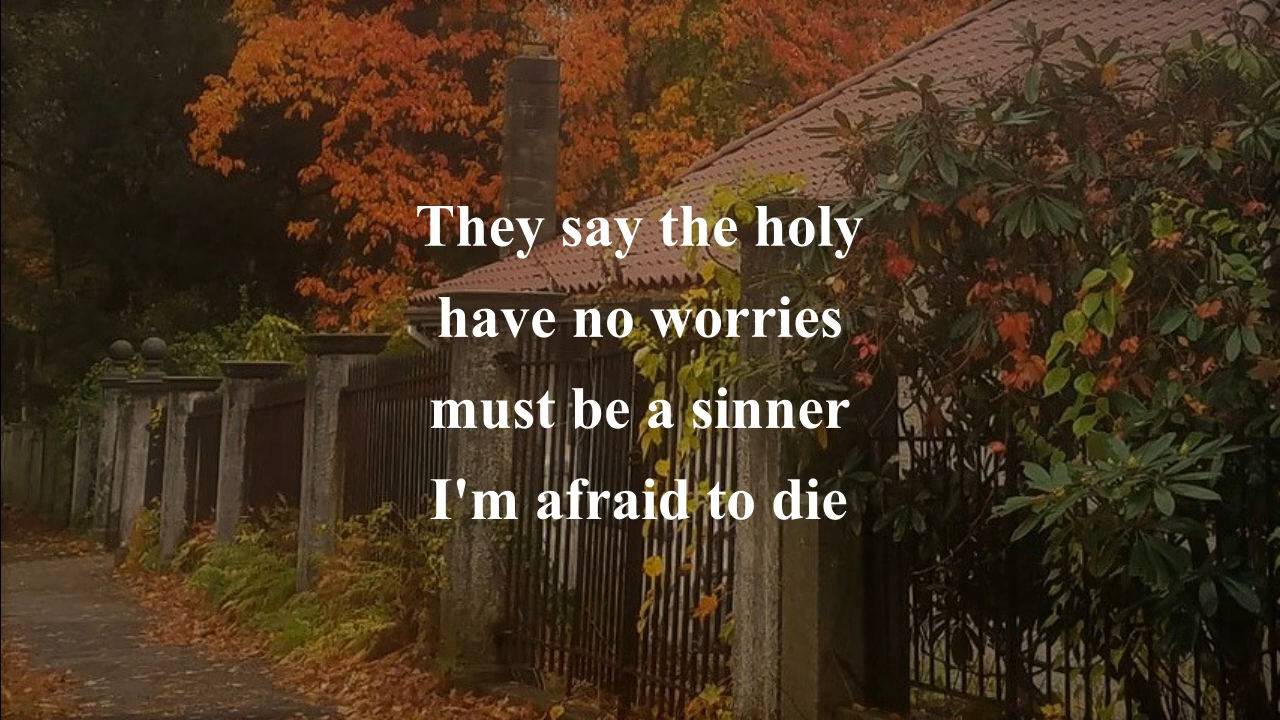 They say the holy
have no worries
must be a sinner
I'm afraid to die